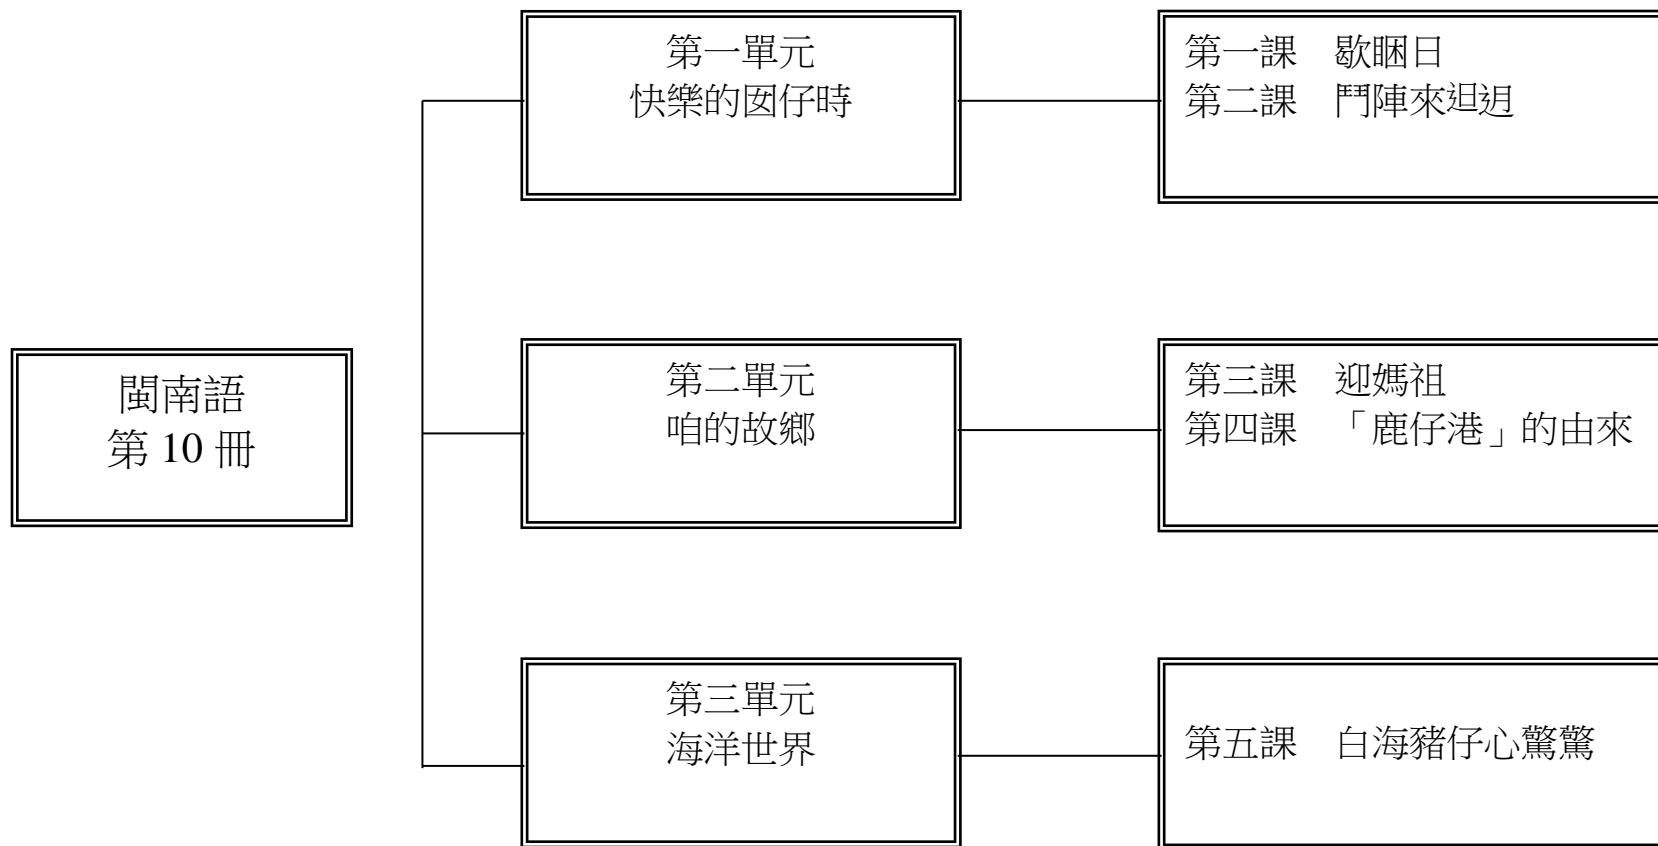 閩南語
第 10 冊
第一單元
快樂的囡仔時
第一課　歇睏日
第二課　鬥陣來𨑨迌
第二單元
咱的故鄉
第三課　迎媽祖
第四課　「鹿仔港」的由來
第三單元
海洋世界
第五課　白海豬仔心驚驚